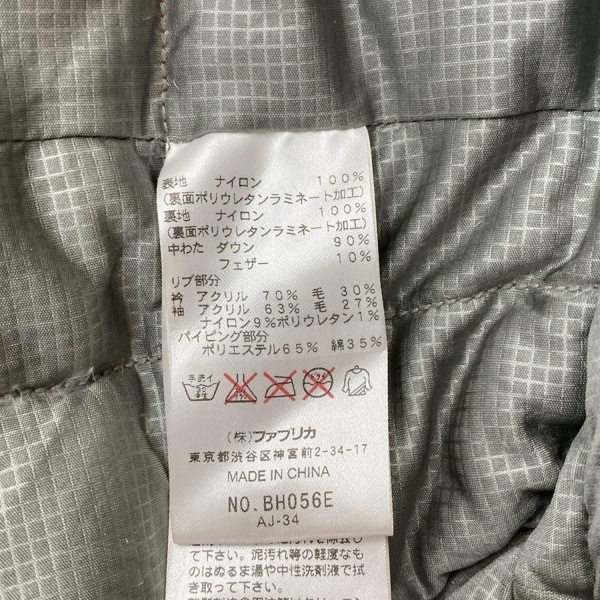 表地 ナイロン 100%
(裏面ポリウレタンラミネート加工)
裏地 ナイロン 100%
(裏面ポリウレタンラミネート加工)
中わた ダウン 90%
フェザー 10%
リブ部分
衿 アクリル 70% 毛 30%
袖 アクリル 63% 毛 27%
ナイロン9%ポリウレタン1%
パイピング部分
ポリエステル65% 綿35%
手洗イ
(株)ファブリカ
東京都渋谷区神宮前2-34-17
MADE IN CHINA
NO.BH056E
AJ-34
て下さい。泥汚れ等の軽度なも
のはぬるま湯や中性洗剤液で拭
き取って下さい。